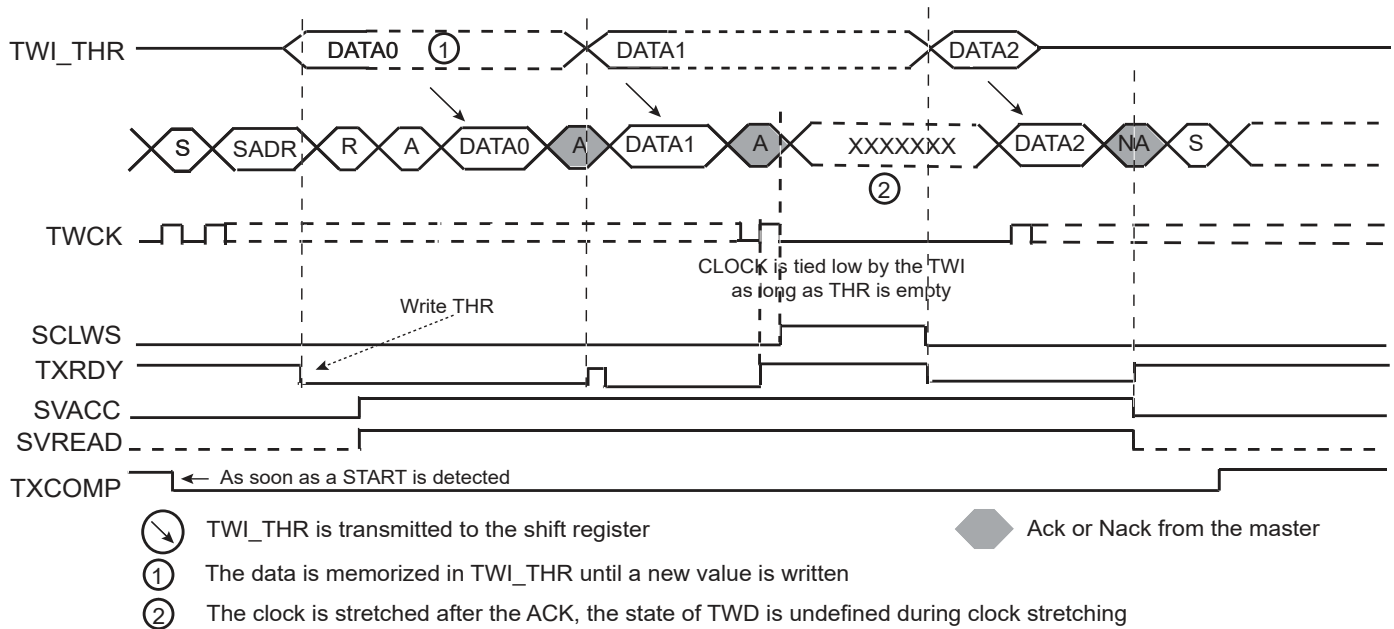 TWI_THR DATA0 1 DATA1 DATA2
S SADR R A DATA0 A DATA1 A XXXXXXX DATA2 NA S
2
TWCK
CLOCK is tied low by the TWI
as long as THR is empty
Write THR
SCLWS
TXRDY
SVACC
SVREAD
TXCOMP As soon as a START is detected
TWI_THR is transmitted to the shift register Ack or Nack from the master
1 The data is memorized in TWI_THR until a new value is written
2 The clock is stretched after the ACK, the state of TWD is undefined during clock stretching